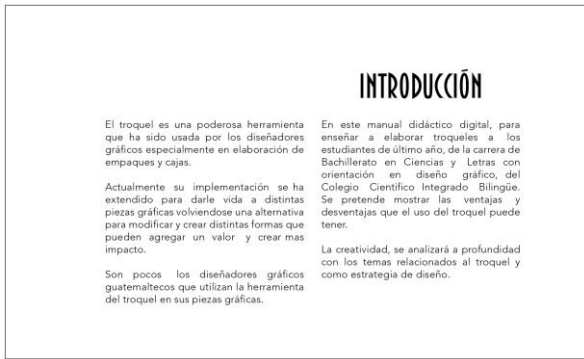 INTRODUCCIÓN
El troquel es una poderosa herramienta
que ha sido usada por los diseñadores
gráficos especialmente en elaboración de
empaques y cajas.
Actualmente su implementación se ha
extendido para darle vida a distintas
piezas gráficas volviendose una alternativa
para modificar y crear distintas formas que
pueden agregar un valor y crear mas
impacto.
Son pocos los diseñadores gráficos
guatemaltecos que utilizan la herramienta
del troquel en sus piezas gráficas.
En este manual didáctico digital, para
enseñar a elaborar troqueles a los
estudiantes de último año, de la carrera de
Bachillerato en Ciencias y Letras con
orientación en diseño gráfico, del
Colegio Científico Integrado Bilingüe.
Se pretende mostrar las ventajas y
desventajas que el uso del troquel puede
tener.
La creatividad, se analizará a profundidad
con los temas relacionados al troquel y
como estrategia de diseño.